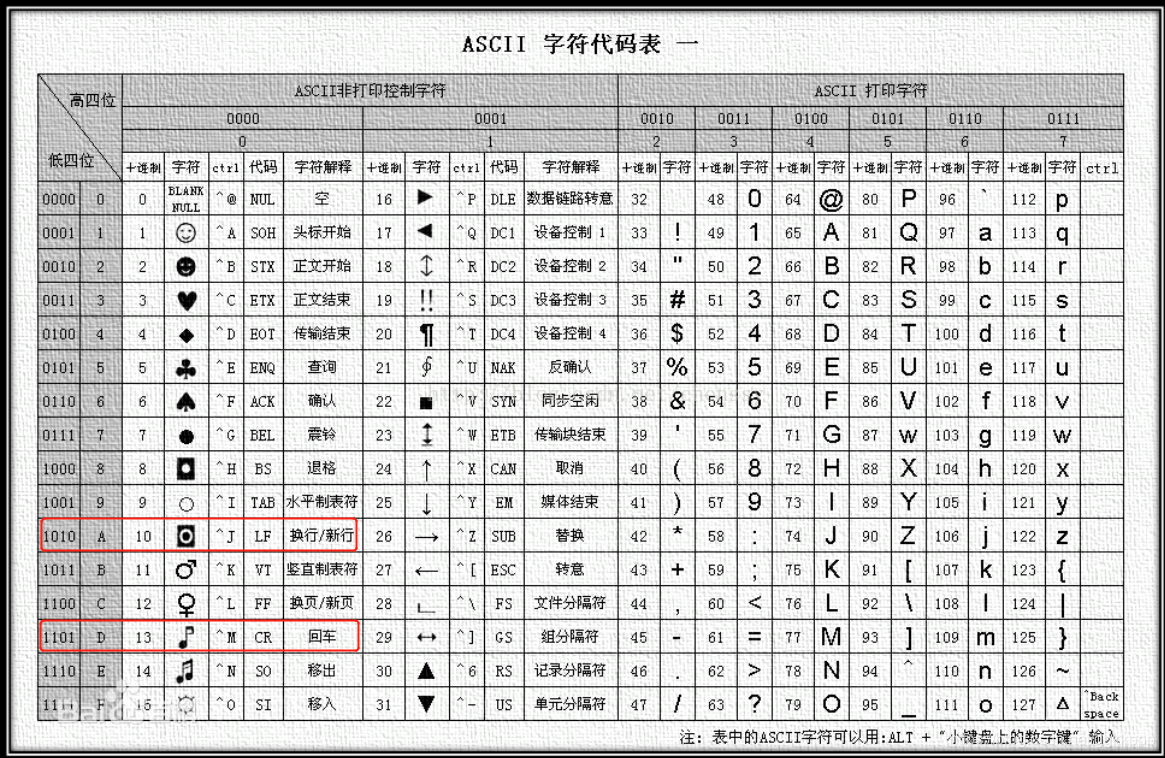 ASCII 字符代码表 一
高四位 ASCII非打印控制字符 ASCII 打印字符
0000 0001 0010 0011 0100 0101 0110 0111
低四位 0 1 2 3 4 5 6 7
十进制 字符 ctrl 代码 字符解释 十进制 字符 ctrl 代码 字符解释 十进制 字符 十进制 字符 十进制 字符 十进制 字符 十进制 字符 十进制 字符 ctrl
0000 0 0 BLANK NULL ^@ NUL 空 16 ► ^P DLE 数据链路转意 32 48 0 64 @ 80 P 96 ` 112 p
0001 1 1 ☺ ^A SOH 头标开始 17 ◄ ^Q DC1 设备控制 1 33 ! 49 1 65 A 81 Q 97 a 113 q
0010 2 2 ☻ ^B STX 正文开始 18 ↕ ^R DC2 设备控制 2 34 " 50 2 66 B 82 R 98 b 114 r
0011 3 3 ♥ ^C ETX 正文结束 19 ‼ ^S DC3 设备控制 3 35 # 51 3 67 C 83 S 99 c 115 s
0100 4 4 ♦ ^D EOT 传输结束 20 ¶ ^T DC4 设备控制 4 36 $ 52 4 68 D 84 T 100 d 116 t
0101 5 5 ♣ ^E ENQ 查询 21 ∮ ^U NAK 反确认 37 % 53 5 69 E 85 U 101 e 117 u
0110 6 6 ♠ ^F ACK 确认 22 ■ ^V SYN 同步空闲 38 & 54 6 70 F 86 V 102 f 118 v
0111 7 7 ● ^G BEL 震铃 23 ↨ ^W ETB 传输块结束 39 ' 55 7 71 G 87 w 103 g 119 w
1000 8 8 ◘ ^H BS 退格 24 ↑ ^X CAN 取消 40 ( 56 8 72 H 88 X 104 h 120 x
1001 9 9 ○ ^I TAB 水平制表符 25 ↓ ^Y EM 媒体结束 41 ) 57 9 73 I 89 Y 105 i 121 y
1010 A 10 ◙ ^J LF 换行/新行 26 → ^Z SUB 替换 42 * 58 : 74 J 90 Z 106 j 122 z
1011 B 11 ♂ ^K VT 竖直制表符 27 ← ^[ ESC 转意 43 + 59 ; 75 K 91 [ 107 k 123 {
1100 C 12 ♀ ^L FF 换页/新页 28 ∟ ^\ FS 文件分隔符 44 , 60 < 76 L 92 \ 108 l 124 |
1101 D 13 ♪ ^M CR 回车 29 ↔ ^] GS 组分隔符 45 - 61 = 77 M 93 ] 109 m 125 }
1110 E 14 ♫ ^N SO 移出 30 ▲ ^6 RS 记录分隔符 46 . 62 > 78 N 94 ^ 110 n 126 ~
1111 F 15 ☼ ^O SI 移入 31 ▼ ^- US 单元分隔符 47 / 63 ? 79 O 95 _ 111 o 127 Δ ^Back space
注: 表中的ASCII字符可以用:ALT + "小键盘上的数字键" 输入
Baidu百科